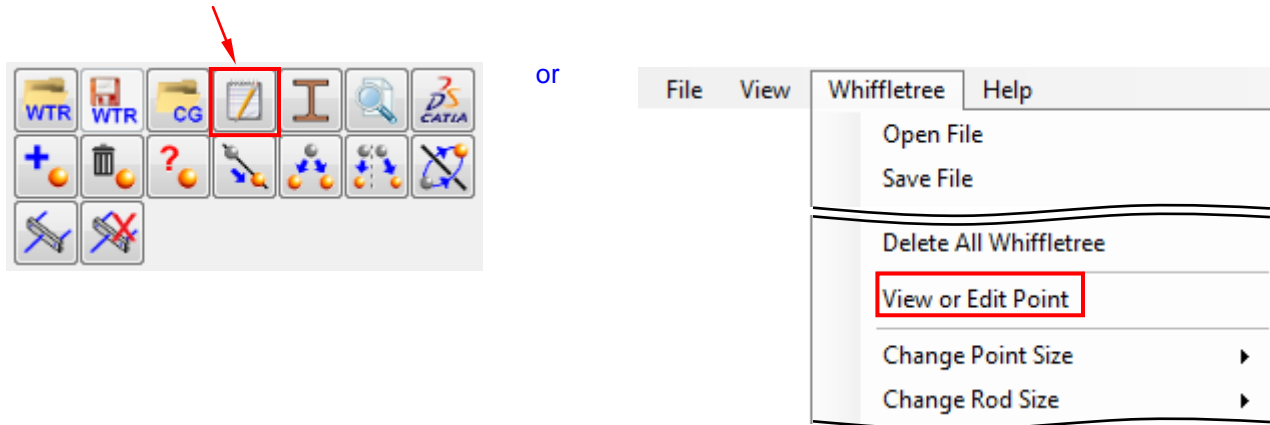 WTR WTR CG DS CATIA
?
or
File View Whiffletree Help
Open File
Save File
Delete All Whiffletree
View or Edit Point
Change Point Size
Change Rod Size